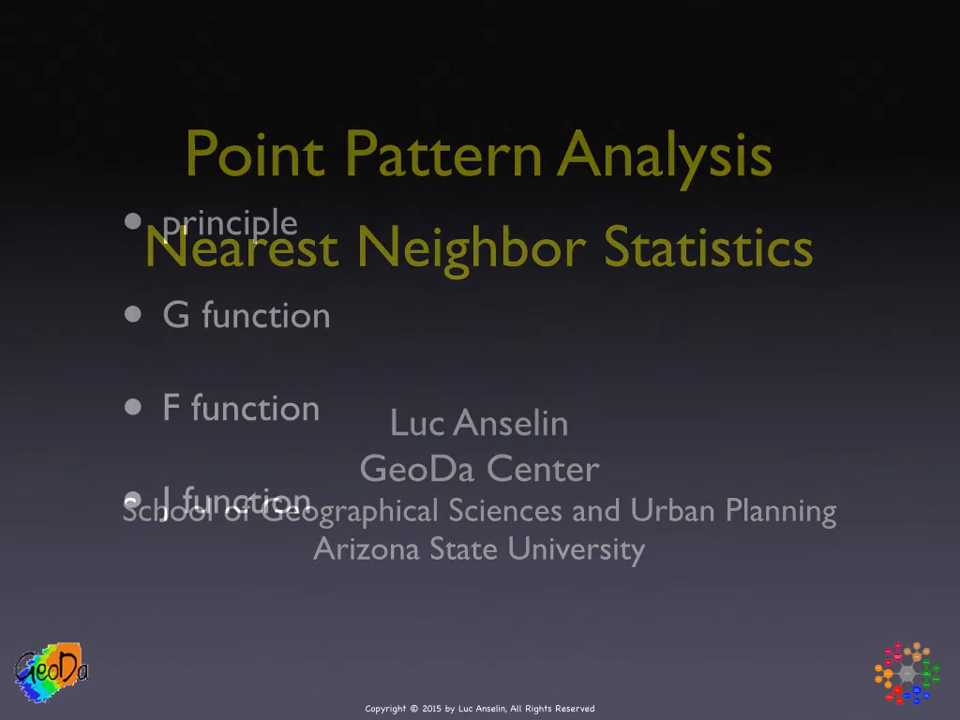 Point Pattern Analysis
• principle
Nearest Neighbor Statistics
• G function
• F function
Luc Anselin
GeoDa Center
• J function
School of Geographical Sciences and Urban Planning
Arizona State University
GeoDa
Copyright © 2015 by Luc Anselin, All Rights Reserved